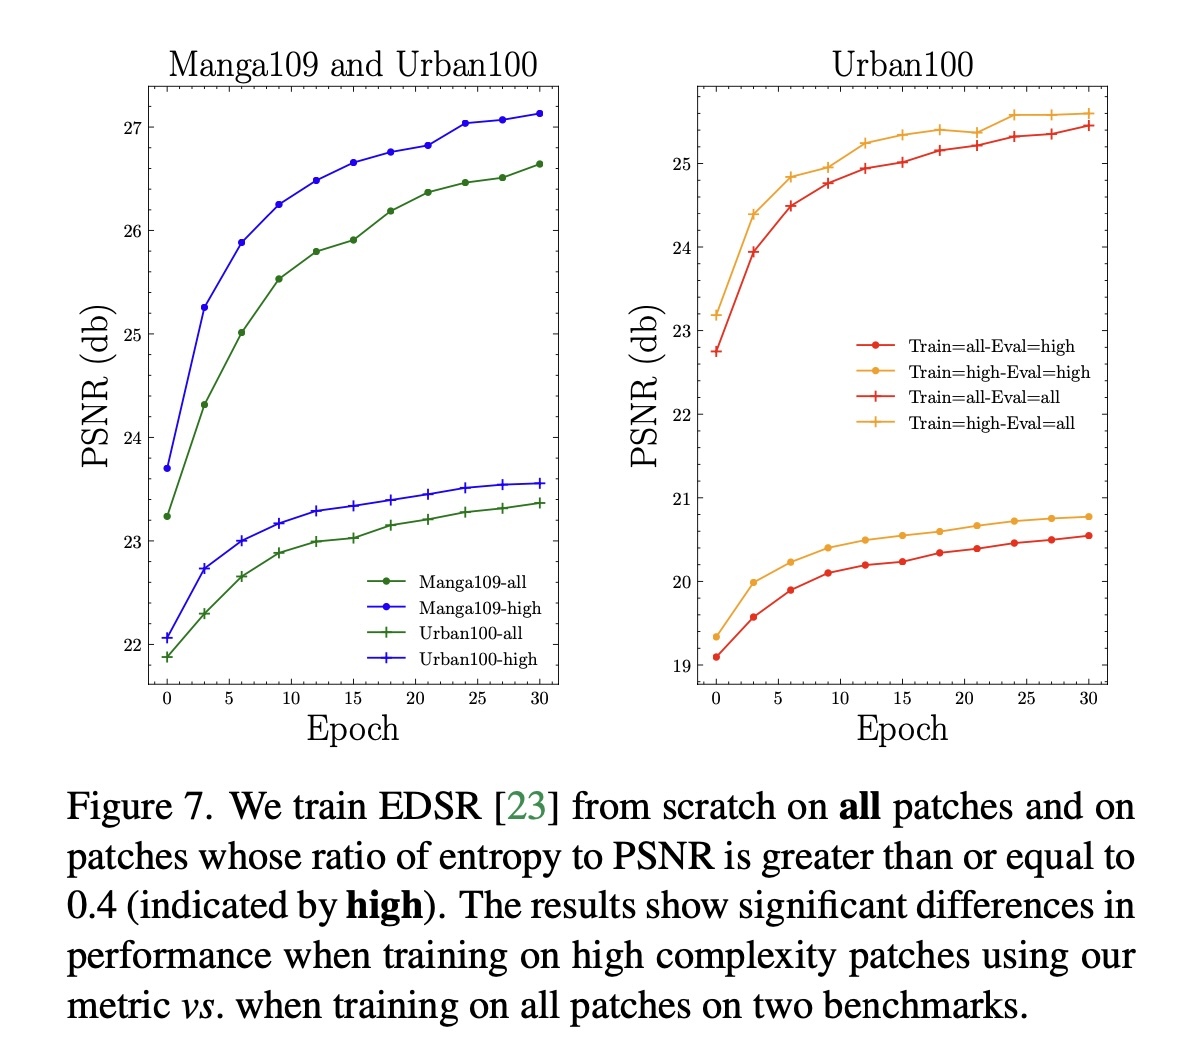 Manga109 and Urban100
PSNR (db)
27
26
25
24
23
22
0 5 10 15 20 25 30
Epoch
Manga109-all
Manga109-high
Urban100-all
Urban100-high
Urban100
PSNR (db)
25
24
23
22
21
20
19
0 5 10 15 20 25 30
Epoch
Train=all-Eval=high
Train=high-Eval=high
Train=all-Eval=all
Train=high-Eval=all
Figure 7. We train EDSR [23] from scratch on all patches and on
patches whose ratio of entropy to PSNR is greater than or equal to
0.4 (indicated by high). The results show significant differences in
performance when training on high complexity patches using our
metric vs. when training on all patches on two benchmarks.